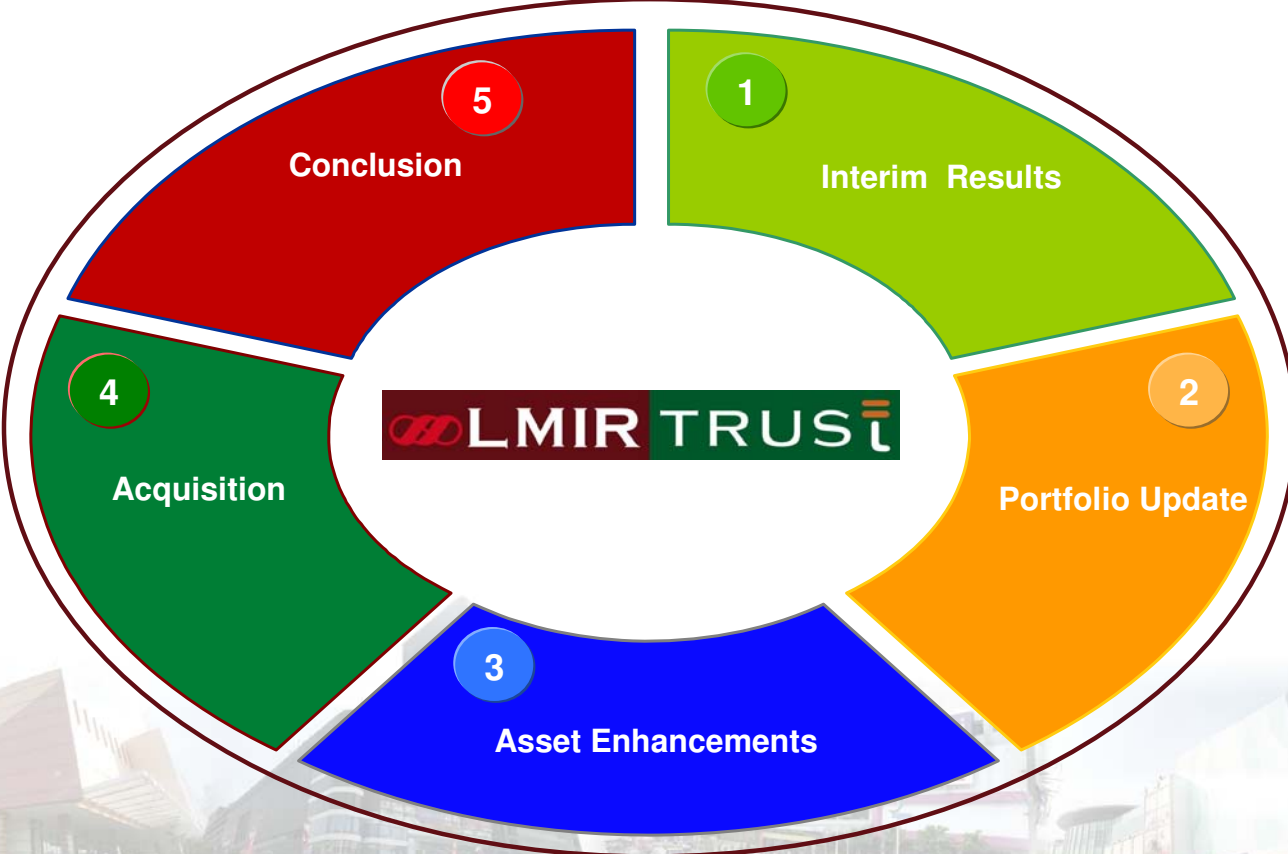 1
Interim Results
2
Portfolio Update
3
Asset Enhancements
4
Acquisition
5
Conclusion
LMIR TRUST